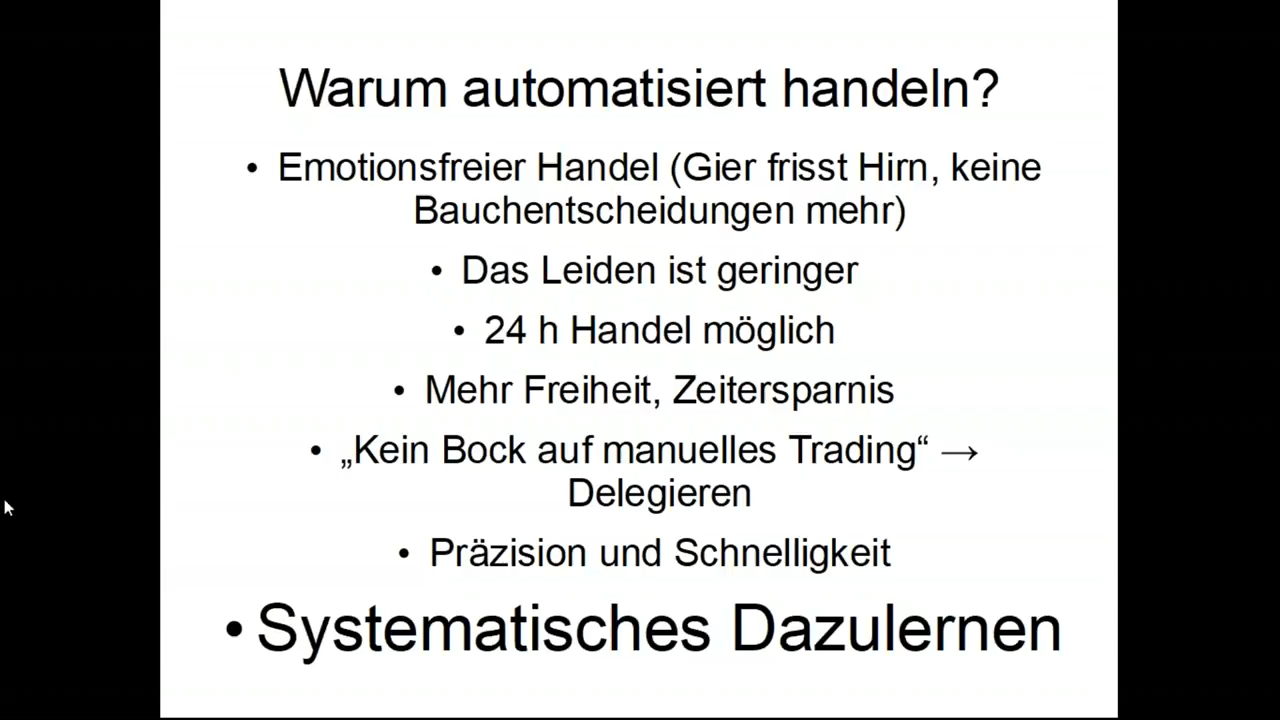 Warum automatisiert handeln?
• Emotionsfreier Handel (Gier frisst Hirn, keine
Bauchentscheidungen mehr)
• Das Leiden ist geringer
• 24 h Handel möglich
• Mehr Freiheit, Zeitersparnis
• „Kein Bock auf manuelles Trading“ →
Delegieren
• Präzision und Schnelligkeit
• Systematisches Dazulernen